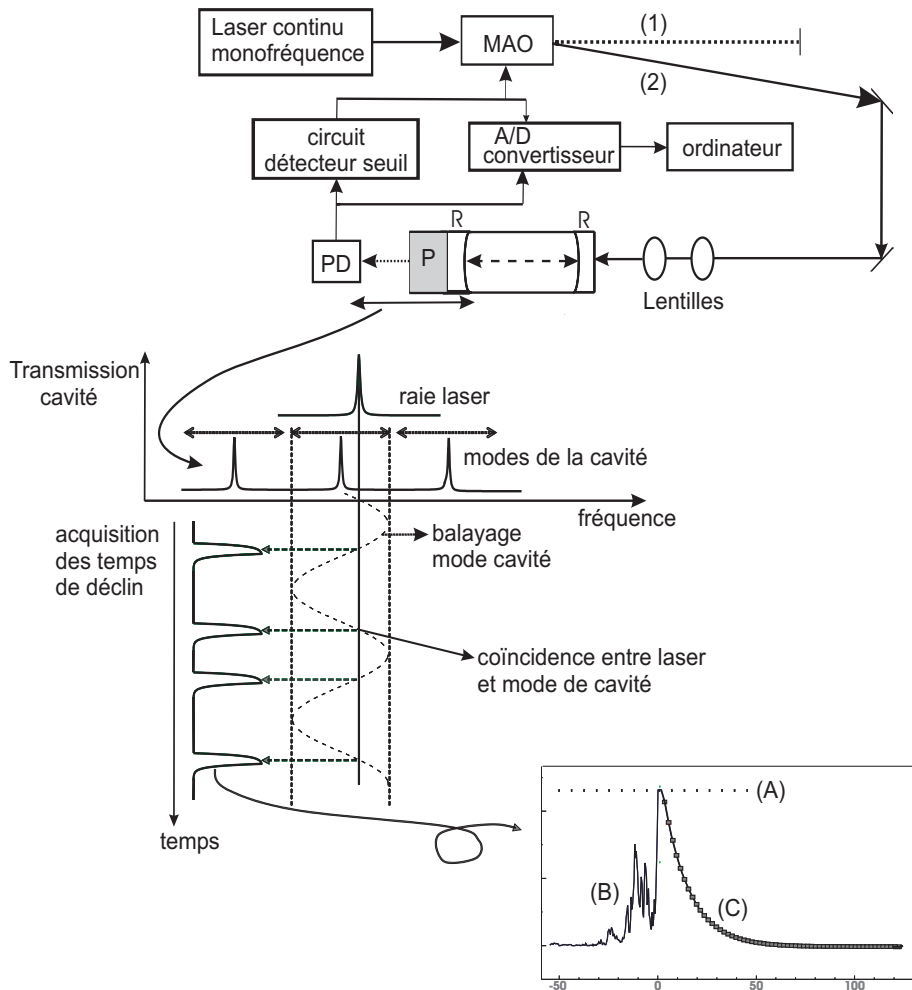 Laser continu
monofréquence
MAO
(1)
(2)
circuit
détecteur seuil
A/D
convertisseur
ordinateur
R
R
PD
P
Lentilles
Transmission
cavité
raie laser
modes de la cavité
fréquence
acquisition
des temps
de déclin
balayage
mode cavité
coïncidence entre laser
et mode de cavité
temps
(A)
(B)
(C)
-50
0
50
100